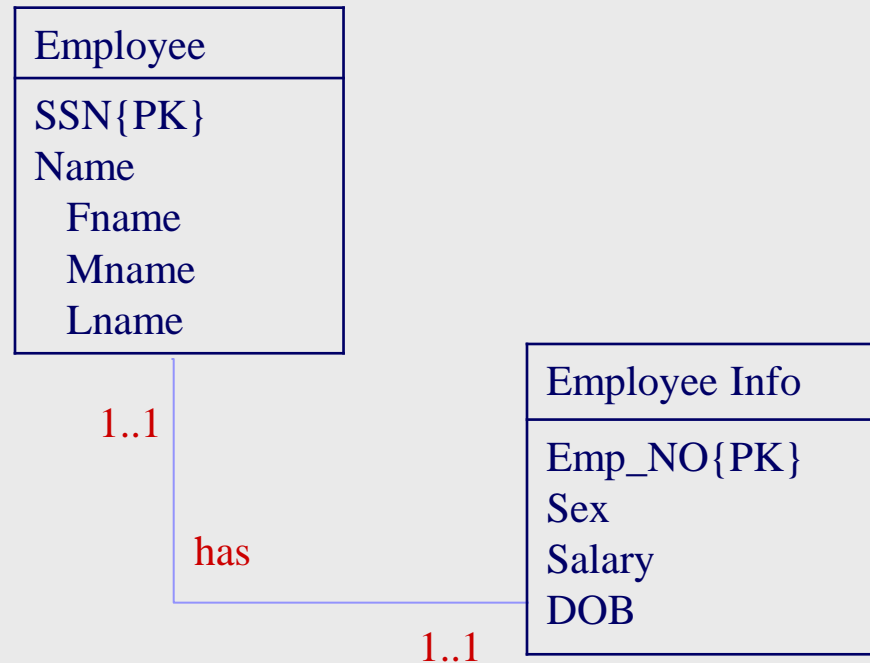 Employee
SSN{PK}
Name
Fname
Mname
Lname
1..1
has
1..1
Employee Info
Emp_NO{PK}
Sex
Salary
DOB